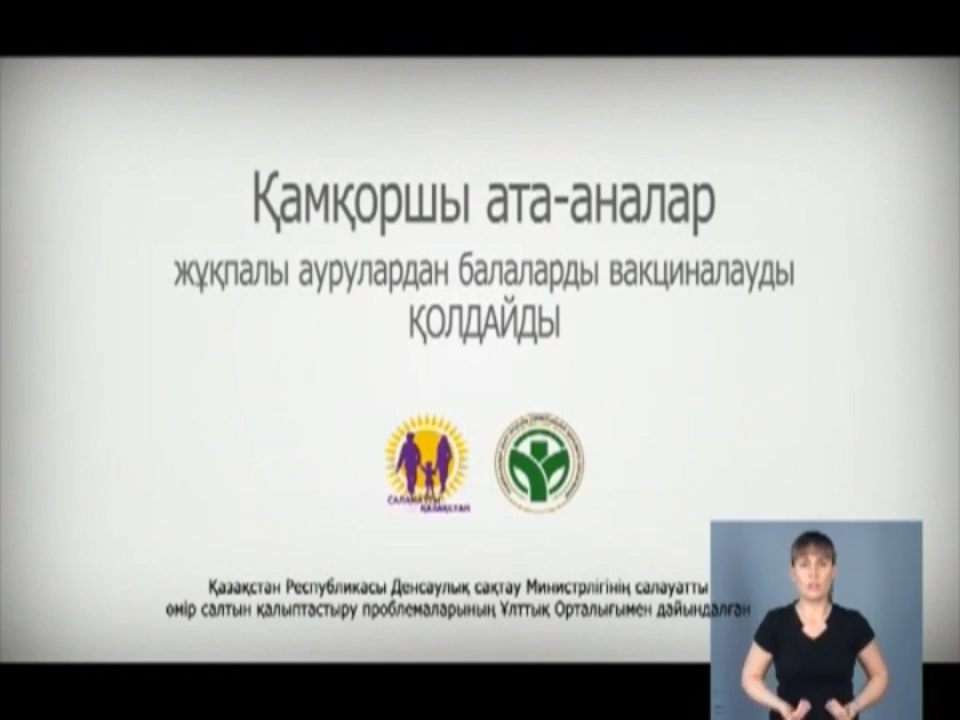 Қамқоршы ата-аналар
жұқпалы аурулардан балаларды вакциналауды
ҚОЛДАЙДЫ
САЛАМАТТЫ
ҚАЗАҚСТАН
Қазақстан Республикасы Денсаулық сақтау Министрлігінің салауатты
өмір салтын қалыптастыру проблемаларының Ұлттық Орталығымен дайындалған